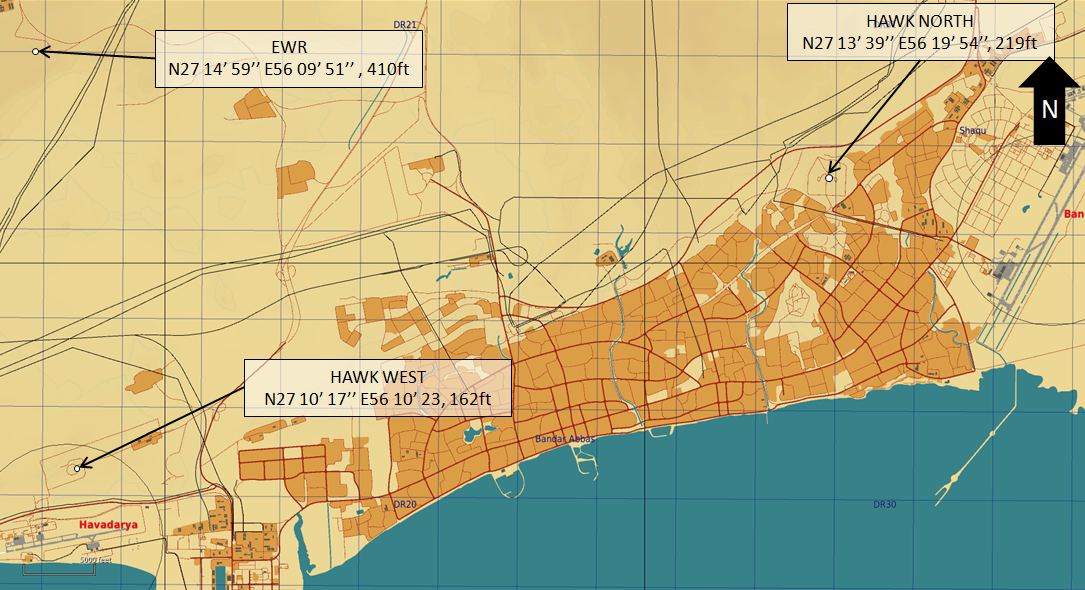 DR21
HAWK NORTH
N27 13’ 39’’ E56 19’ 54’’, 219ft
EWR
N27 14’ 59’’ E56 09’ 51’’ , 410ft
N
Shaqu
Ban
HAWK WEST
N27 10’ 17’’ E56 10’ 23, 162ft
Bandar Abbas
DR20
DR30
Havadarya
5000 feet